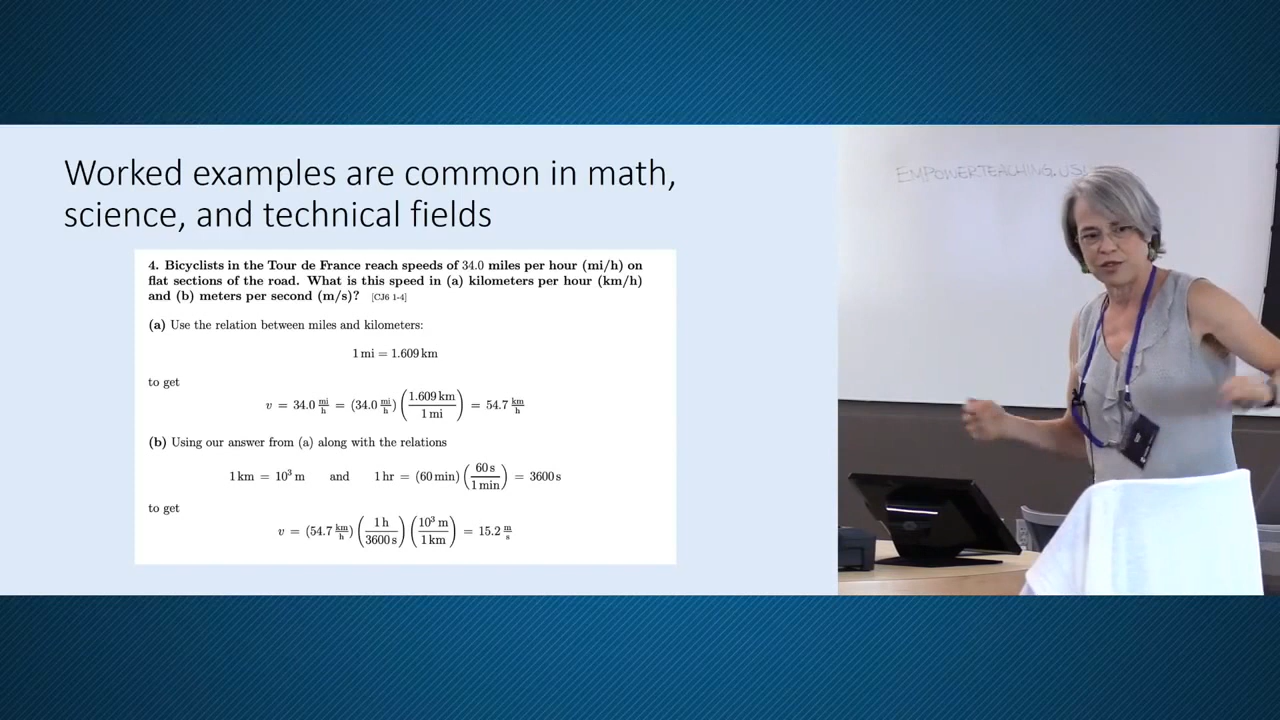 Worked examples are common in math,
science, and technical fields
4. Bicyclists in the Tour de France reach speeds of 34.0 miles per hour (mi/h) on
flat sections of the road. What is this speed in (a) kilometers per hour (km/h)
and (b) meters per second (m/s)? [CJ6 1-4]
(a) Use the relation between miles and kilometers:
1 mi = 1.609 km
to get
v = 34.0 mi/h = (34.0 mi/h) (1.609 km/1 mi) = 54.7 km/h
(b) Using our answer from (a) along with the relations
1 km = 10³ m and 1 hr = (60 min) (60 s/1 min) = 3600 s
to get
v = (54.7 km/h) (1 h/3600 s) (10³ m/1 km) = 15.2 m/s
EMPOWERTEACHING.US